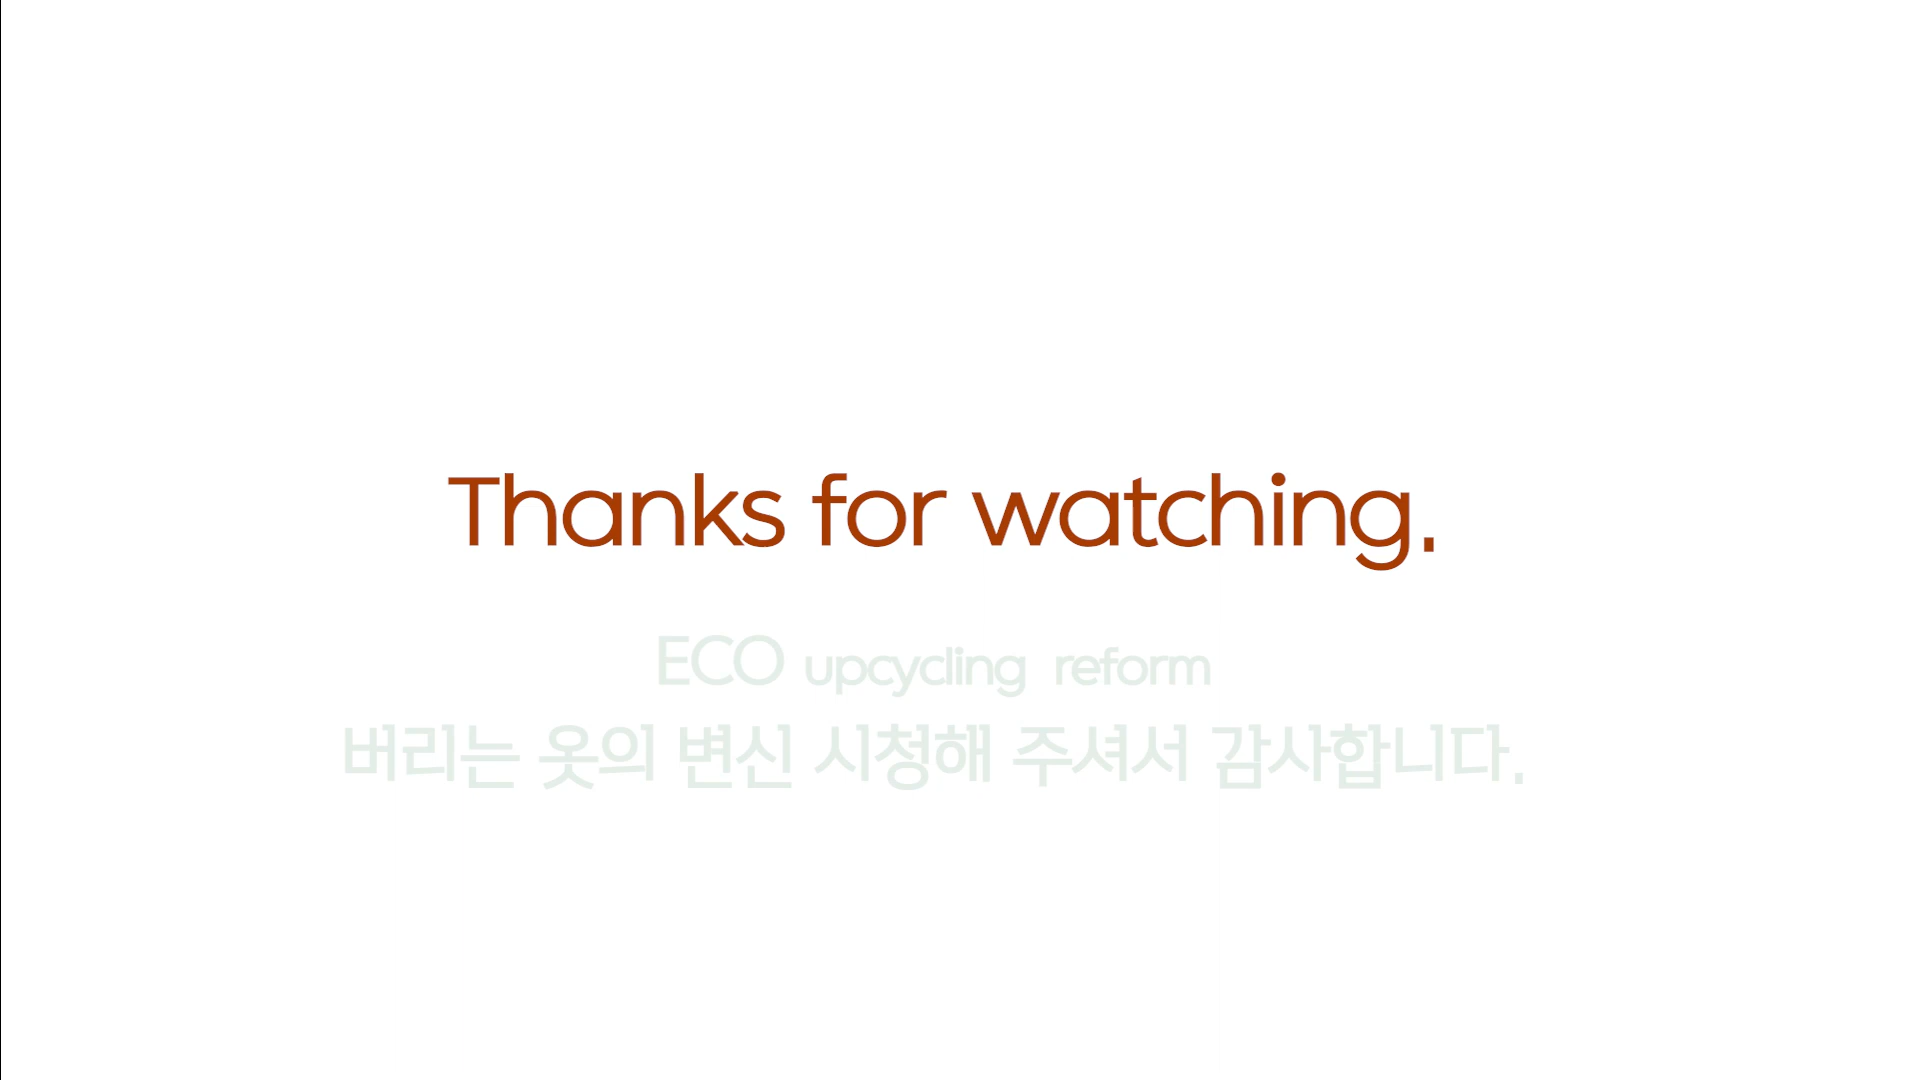 Thanks for watching.
ECO upcycling reform
버리는 옷의 변신 시청해 주셔서 감사합니다.